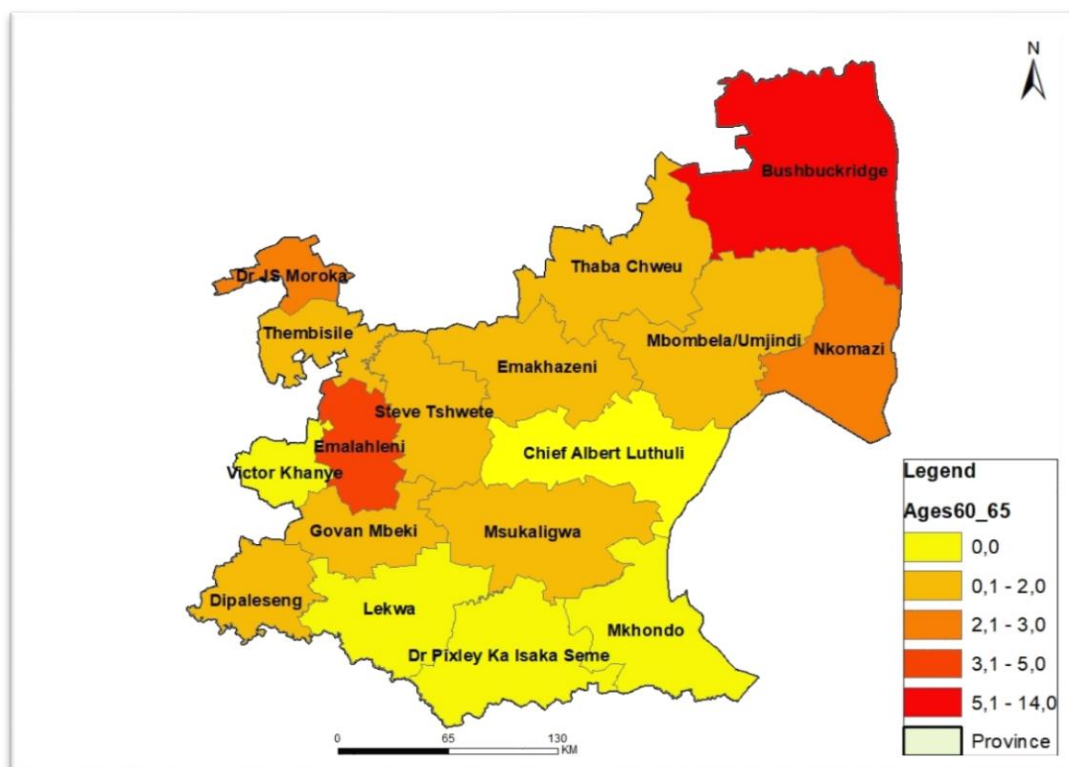 N
Bushbuckridge
Thaba Chweu
Dr JS Moroka
Thembisile
Mbombela/Umjindi
Nkomazi
Emakhazeni
Steve Tshwete
Emalahleni
Chief Albert Luthuli
Victor Khanye
Govan Mbeki
Msukaligwa
Dipaleseng
Lekwa
Mkhondo
Dr Pixley Ka Isaka Seme
Legend
Ages60_65
0,0
0,1 - 2,0
2,1 - 3,0
3,1 - 5,0
5,1 - 14,0
Province
0 65 130
KM